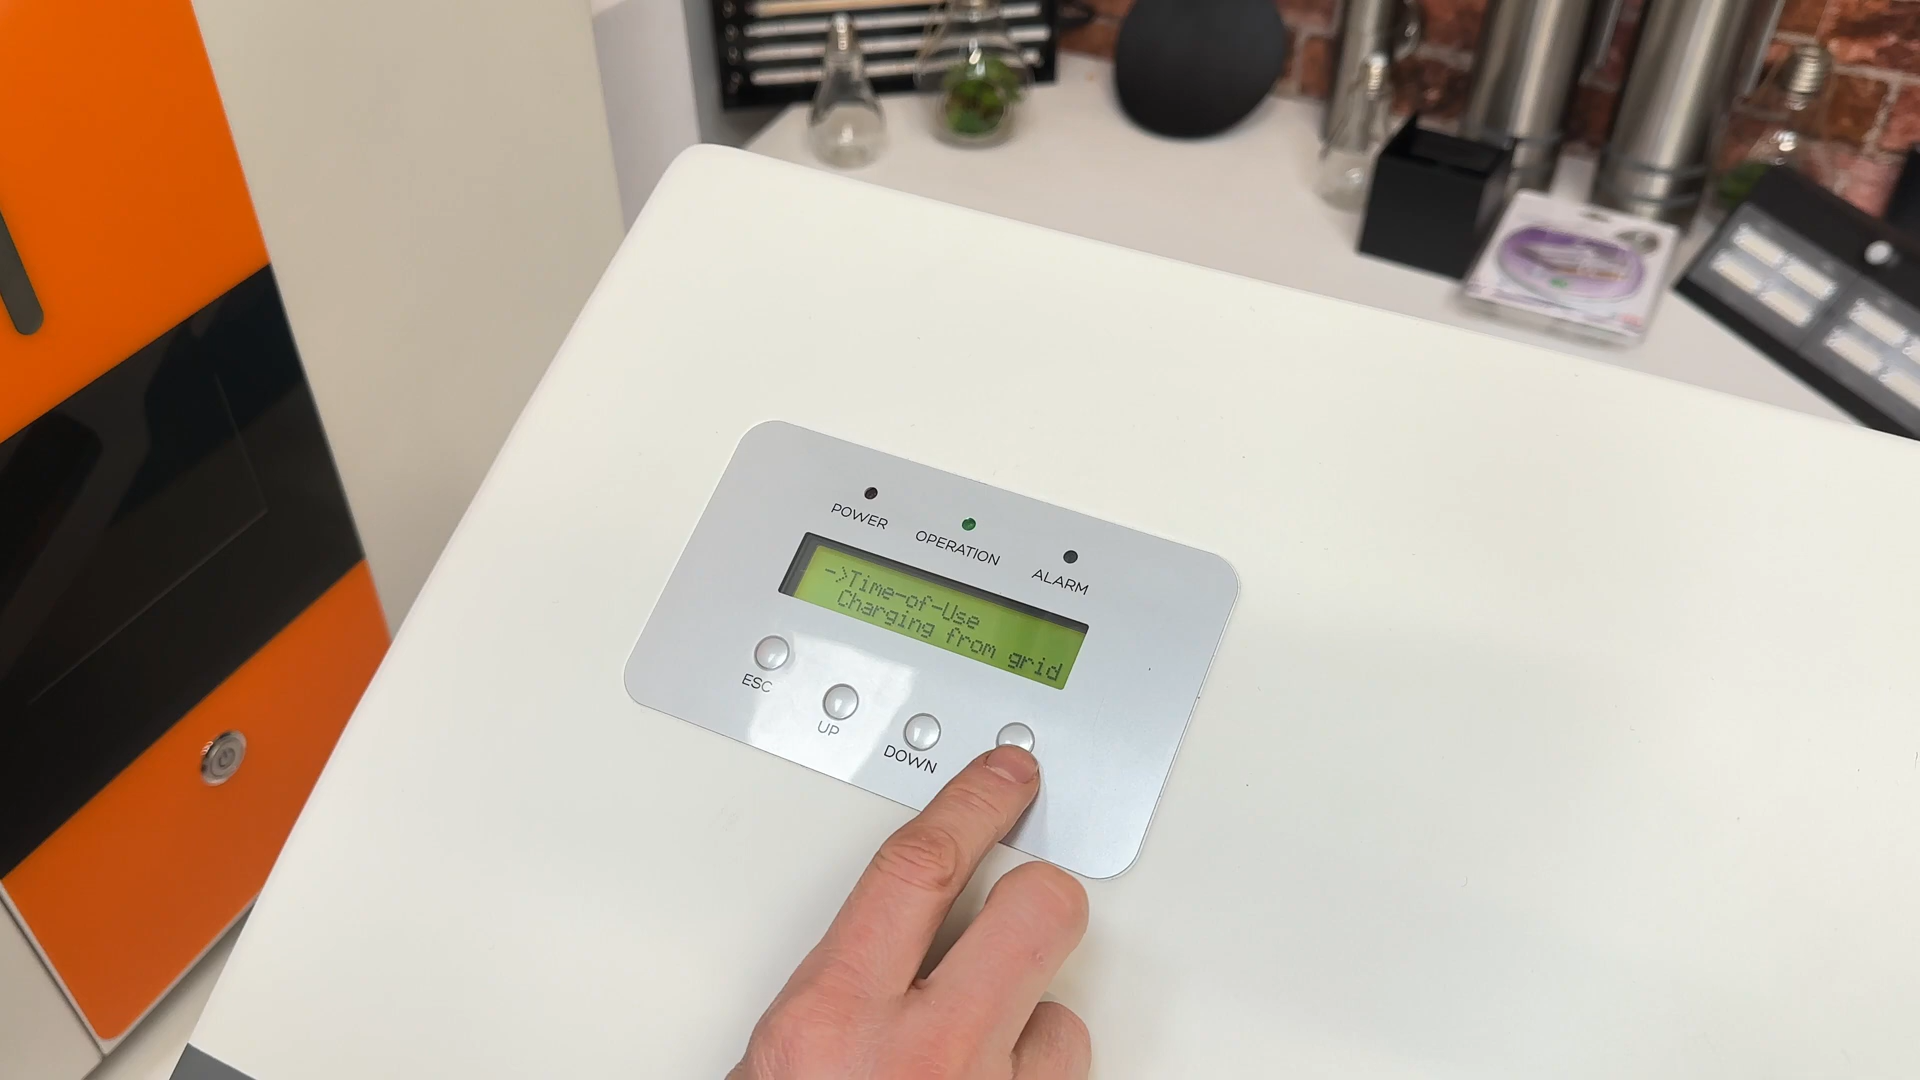 POWER
OPERATION
ALARM
->Time-of-Use
Charging from grid
ESC
UP
DOWN